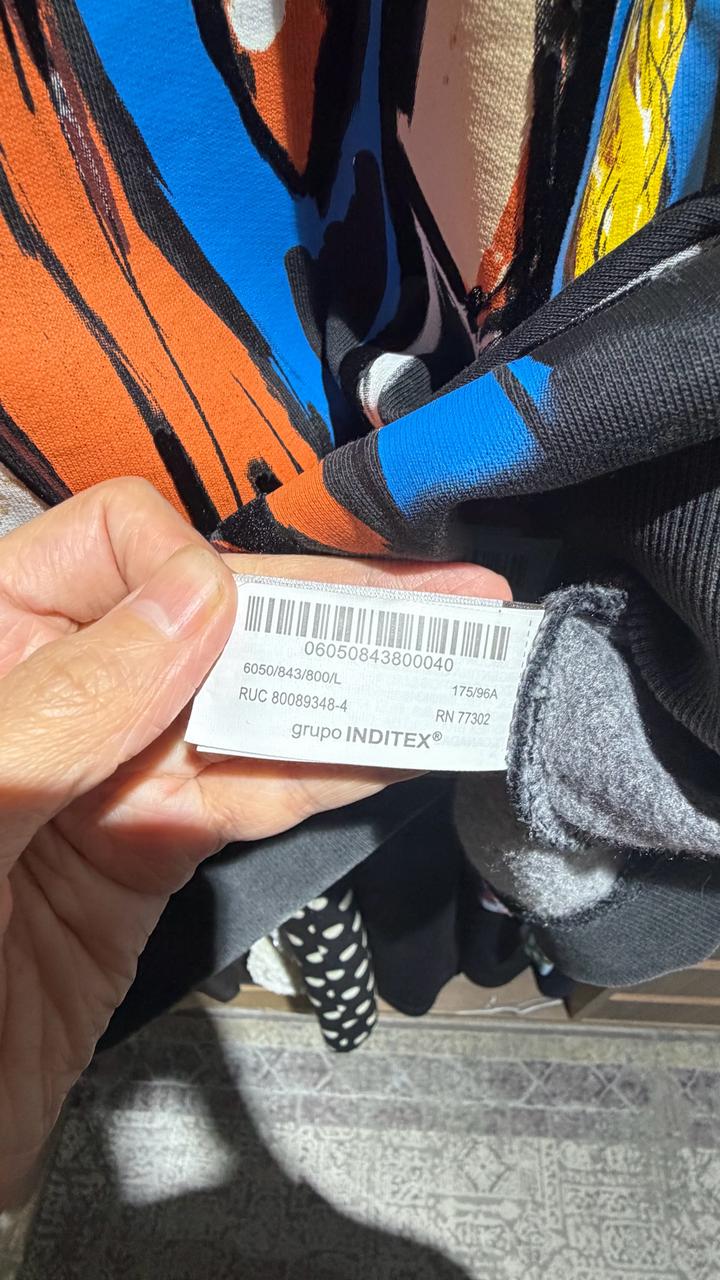 06050843800040
6050/843/800/L
175/96A
RUC 80089348-4
RN 77302
grupo INDITEX®